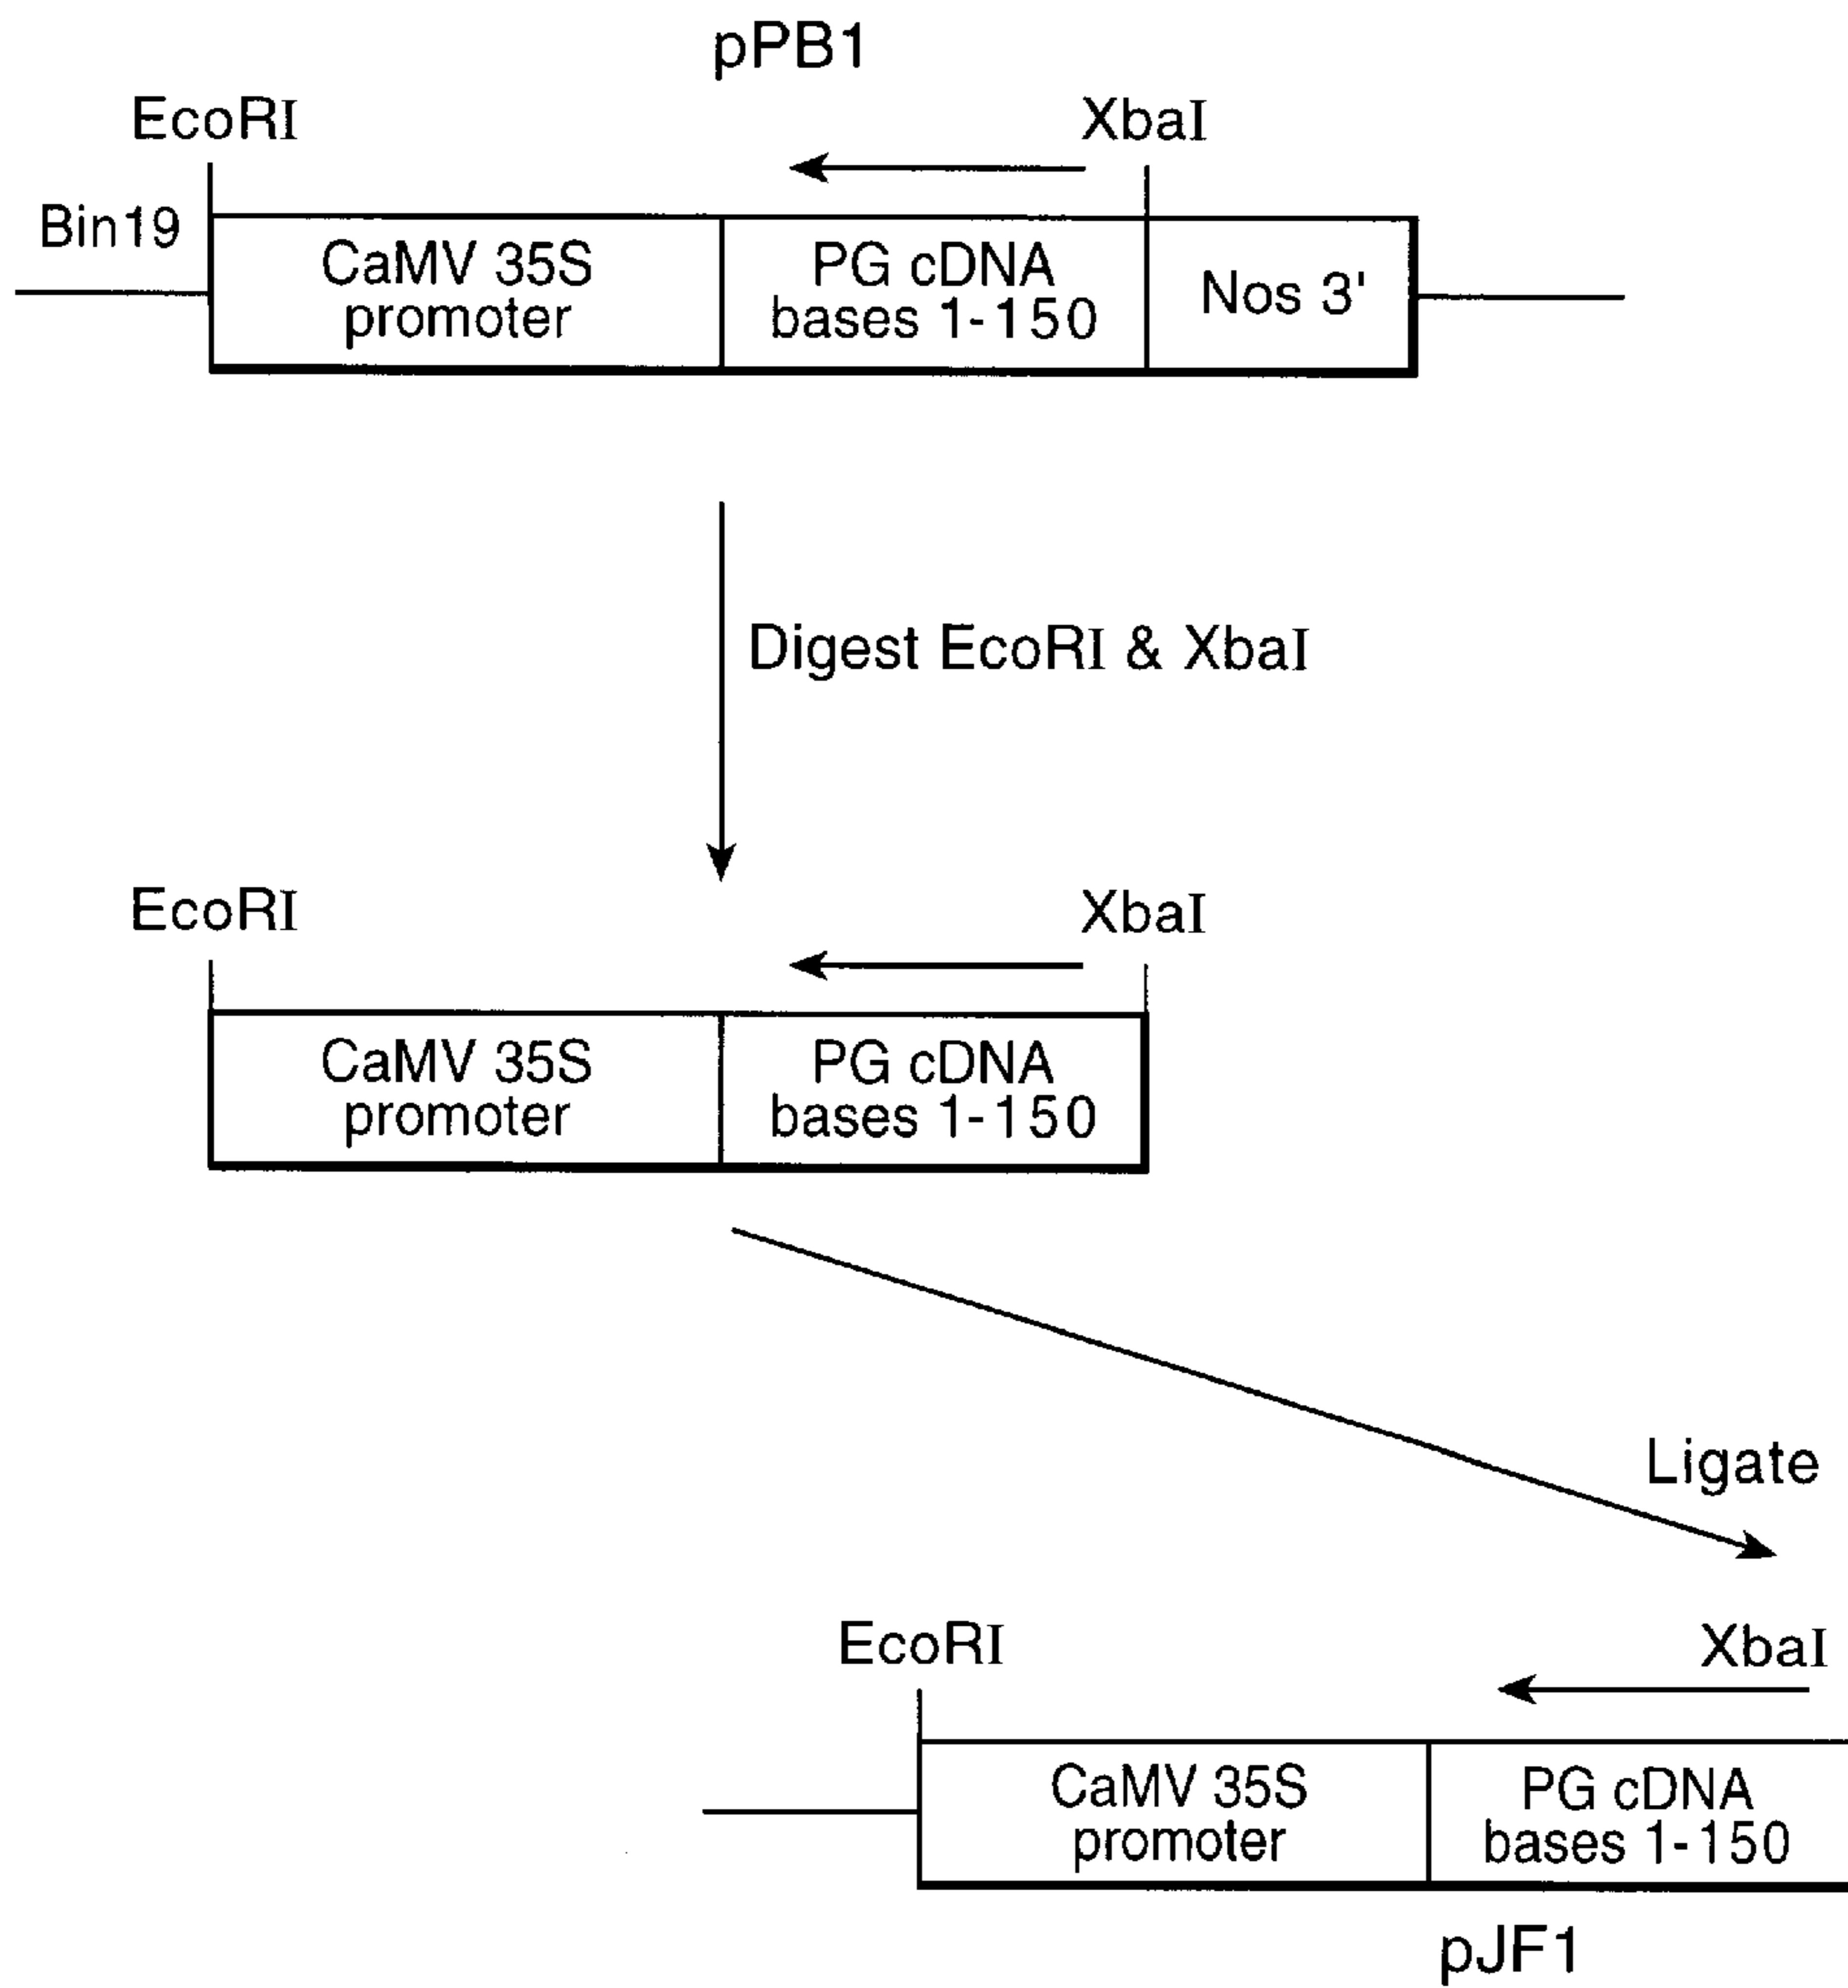 pPB1
EcoRI
XbaI
Bin19
CaMV 35S
promoter
PG cDNA
bases 1-150
Nos 3'
Digest EcoRI & XbaI
EcoRI
XbaI
CaMV 35S
promoter
PG cDNA
bases 1-150
Ligate
EcoRI
XbaI
CaMV 35S
promoter
PG cDNA
bases 1-150
pJF1